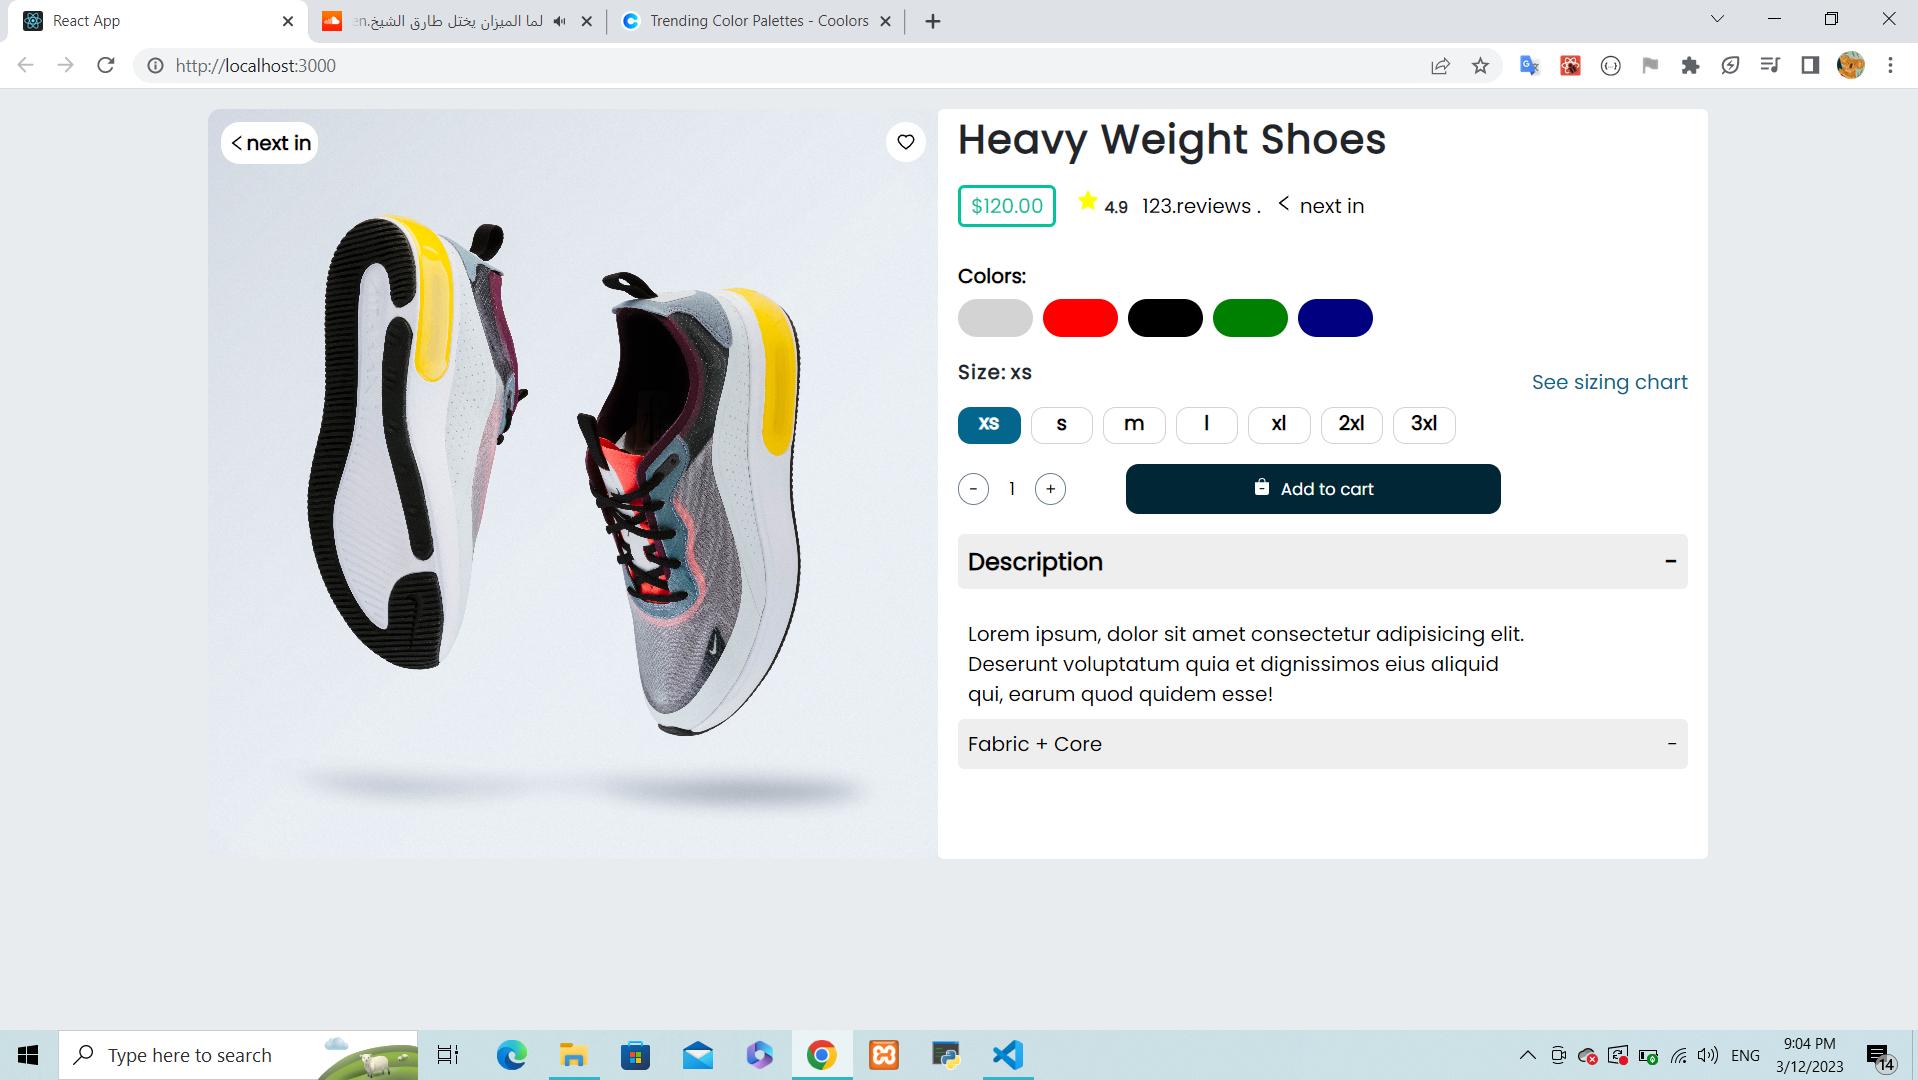 React App
لما الميزان يختل طارق الشيخ.en
Trending Color Palettes - Coolors
http://localhost:3000
< next in
Heavy Weight Shoes
$120.00
4.9
123.reviews .
< next in
Colors:
Size: xs
See sizing chart
xs
s
m
l
xl
2xl
3xl
-
1
+
Add to cart
Description
-
Lorem ipsum, dolor sit amet consectetur adipisicing elit.
Deserunt voluptatum quia et dignissimos eius aliquid
qui, earum quod quidem esse!
Fabric + Core
-
Type here to search
ENG
9:04 PM
3/12/2023
14